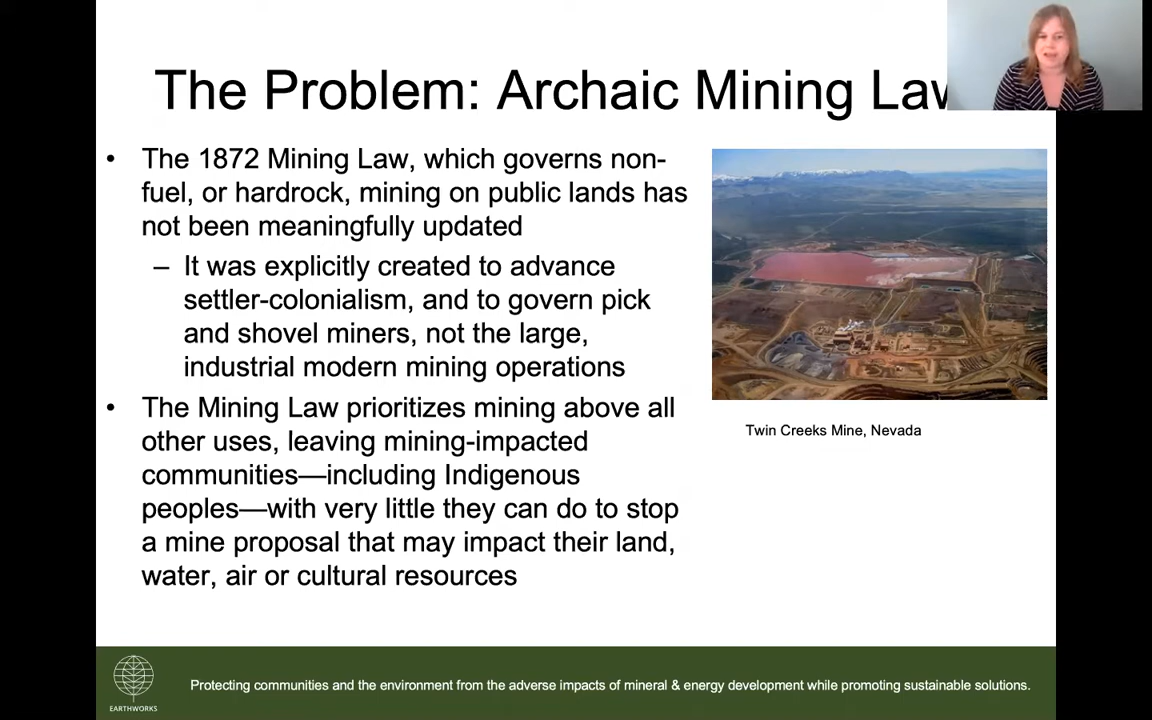 The Problem: Archaic Mining Law
• The 1872 Mining Law, which governs non-
fuel, or hardrock, mining on public lands has
not been meaningfully updated
– It was explicitly created to advance
settler-colonialism, and to govern pick
and shovel miners, not the large,
industrial modern mining operations
• The Mining Law prioritizes mining above all
other uses, leaving mining-impacted
communities—including Indigenous
peoples—with very little they can do to stop
a mine proposal that may impact their land,
water, air or cultural resources
Twin Creeks Mine, Nevada
EARTHWORKS
Protecting communities and the environment from the adverse impacts of mineral & energy development while promoting sustainable solutions.